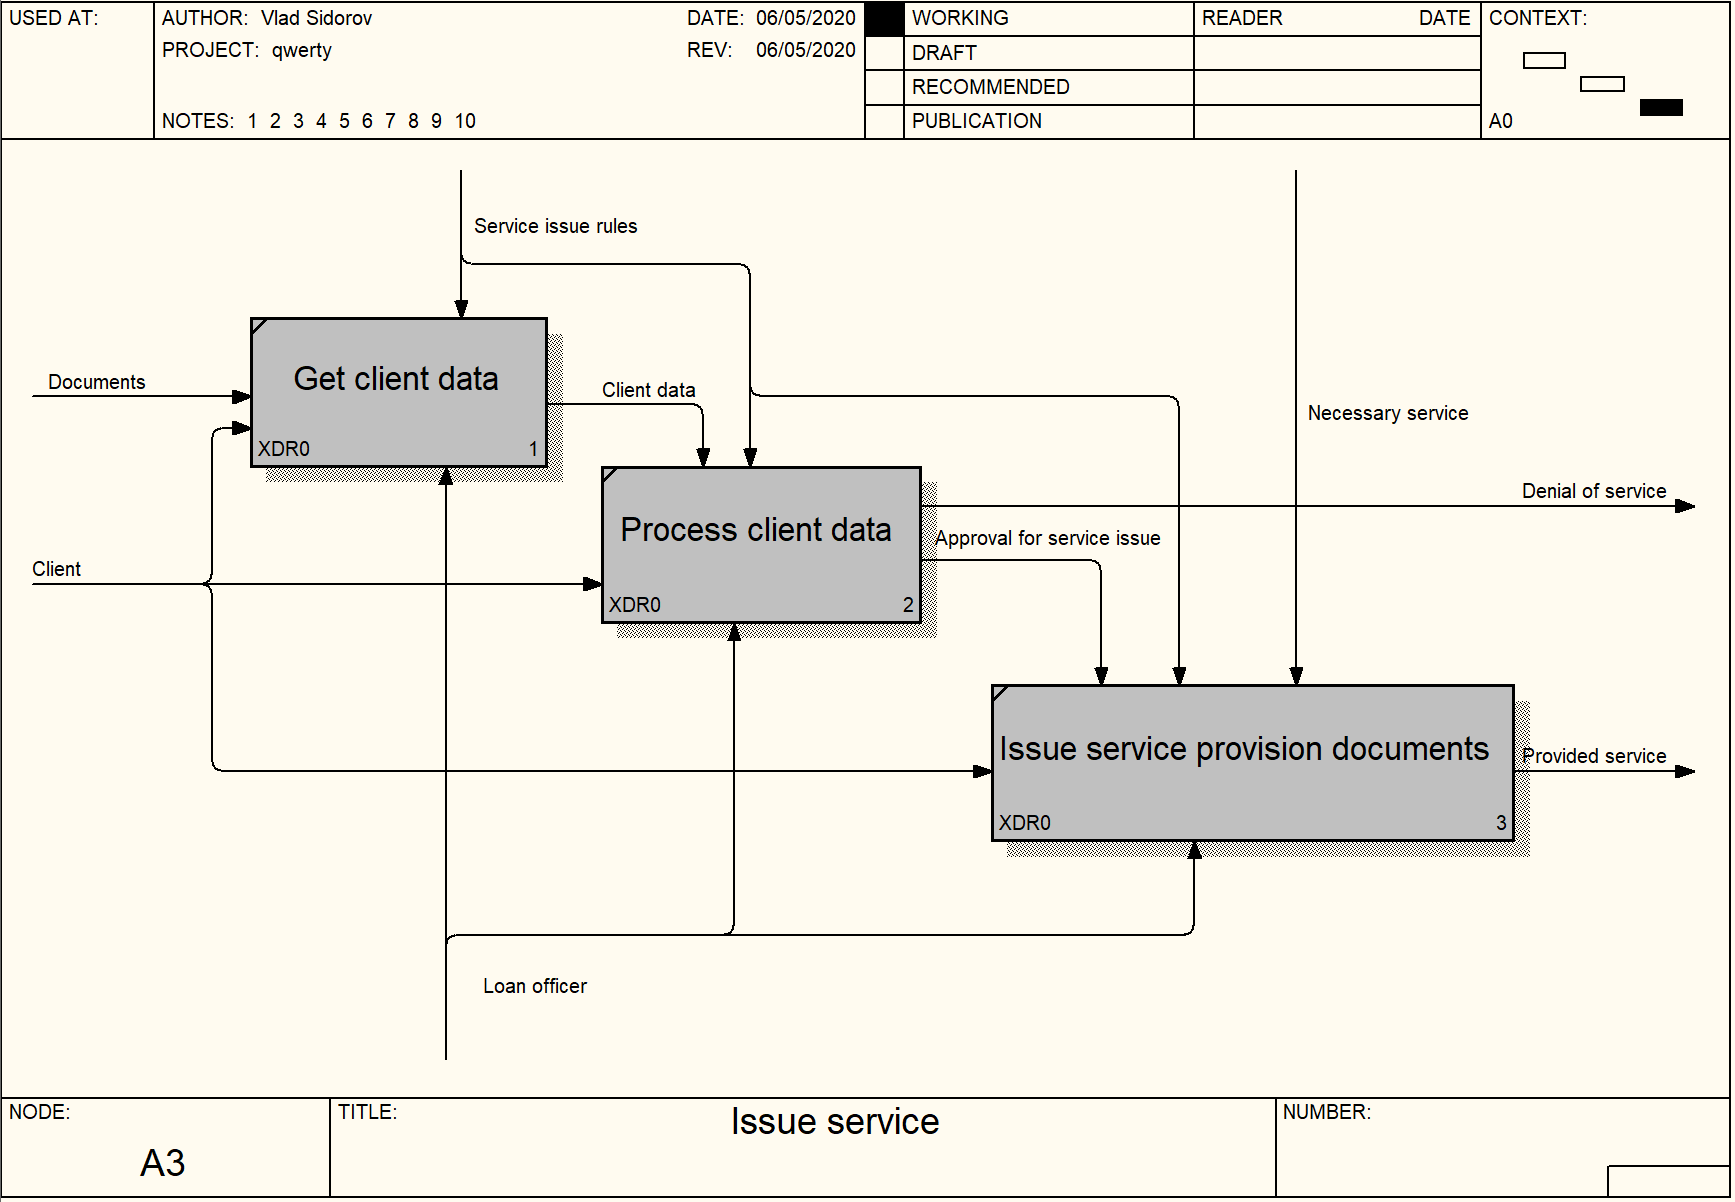 USED AT:
AUTHOR: Vlad Sidorov
DATE: 06/05/2020
PROJECT: qwerty
REV: 06/05/2020
NOTES: 1 2 3 4 5 6 7 8 9 10
WORKING
DRAFT
RECOMMENDED
PUBLICATION
READER DATE
CONTEXT:
A0
Service issue rules
Documents
Get client data
XDR0 1
Client data
Necessary service
Client
Process client data
XDR0 2
Denial of service
Approval for service issue
Issue service provision documents
XDR0 3
Provided service
Loan officer
NODE:
A3
TITLE:
Issue service
NUMBER: